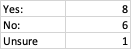 Yes: 8
No: 6
Unsure 1